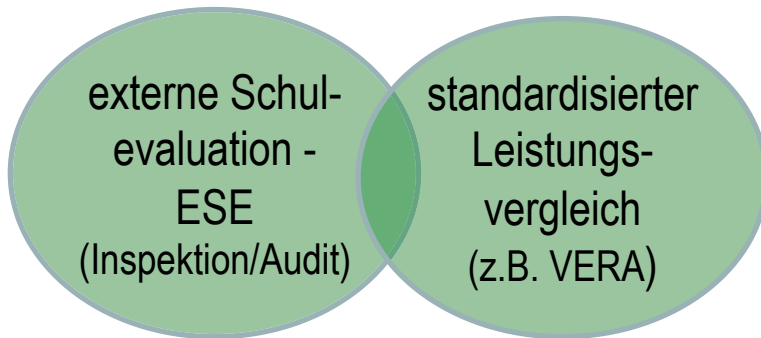 externe Schul-
evaluation -
ESE
(Inspektion/Audit)
standardisierter
Leistungs-
vergleich
(z.B. VERA)